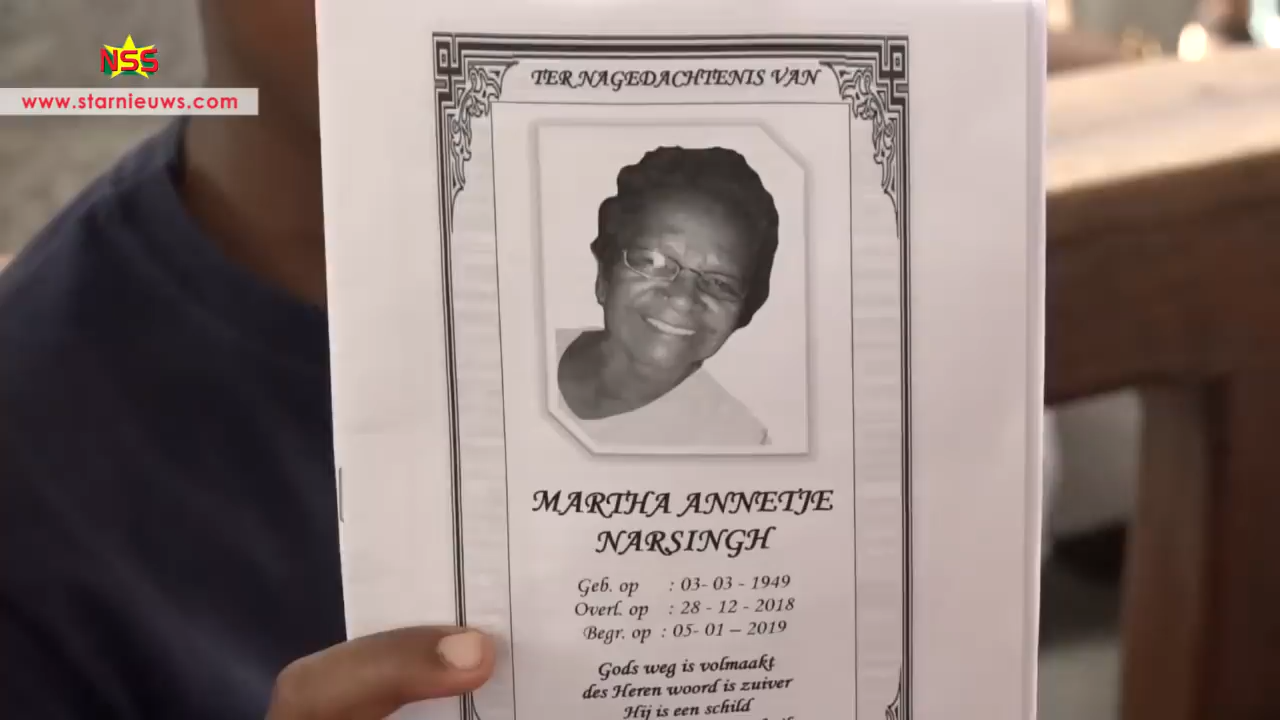 NSS
www.starnieuws.com
TER NAGEDACHTENIS VAN
MARTHA ANNETJE
NARSINGH
Geb. op : 03- 03 - 1949
Overl. op : 28 - 12 - 2018
Begr. op : 05- 01 – 2019
Gods weg is volmaakt
des Heren woord is zuiver
Hij is een schild